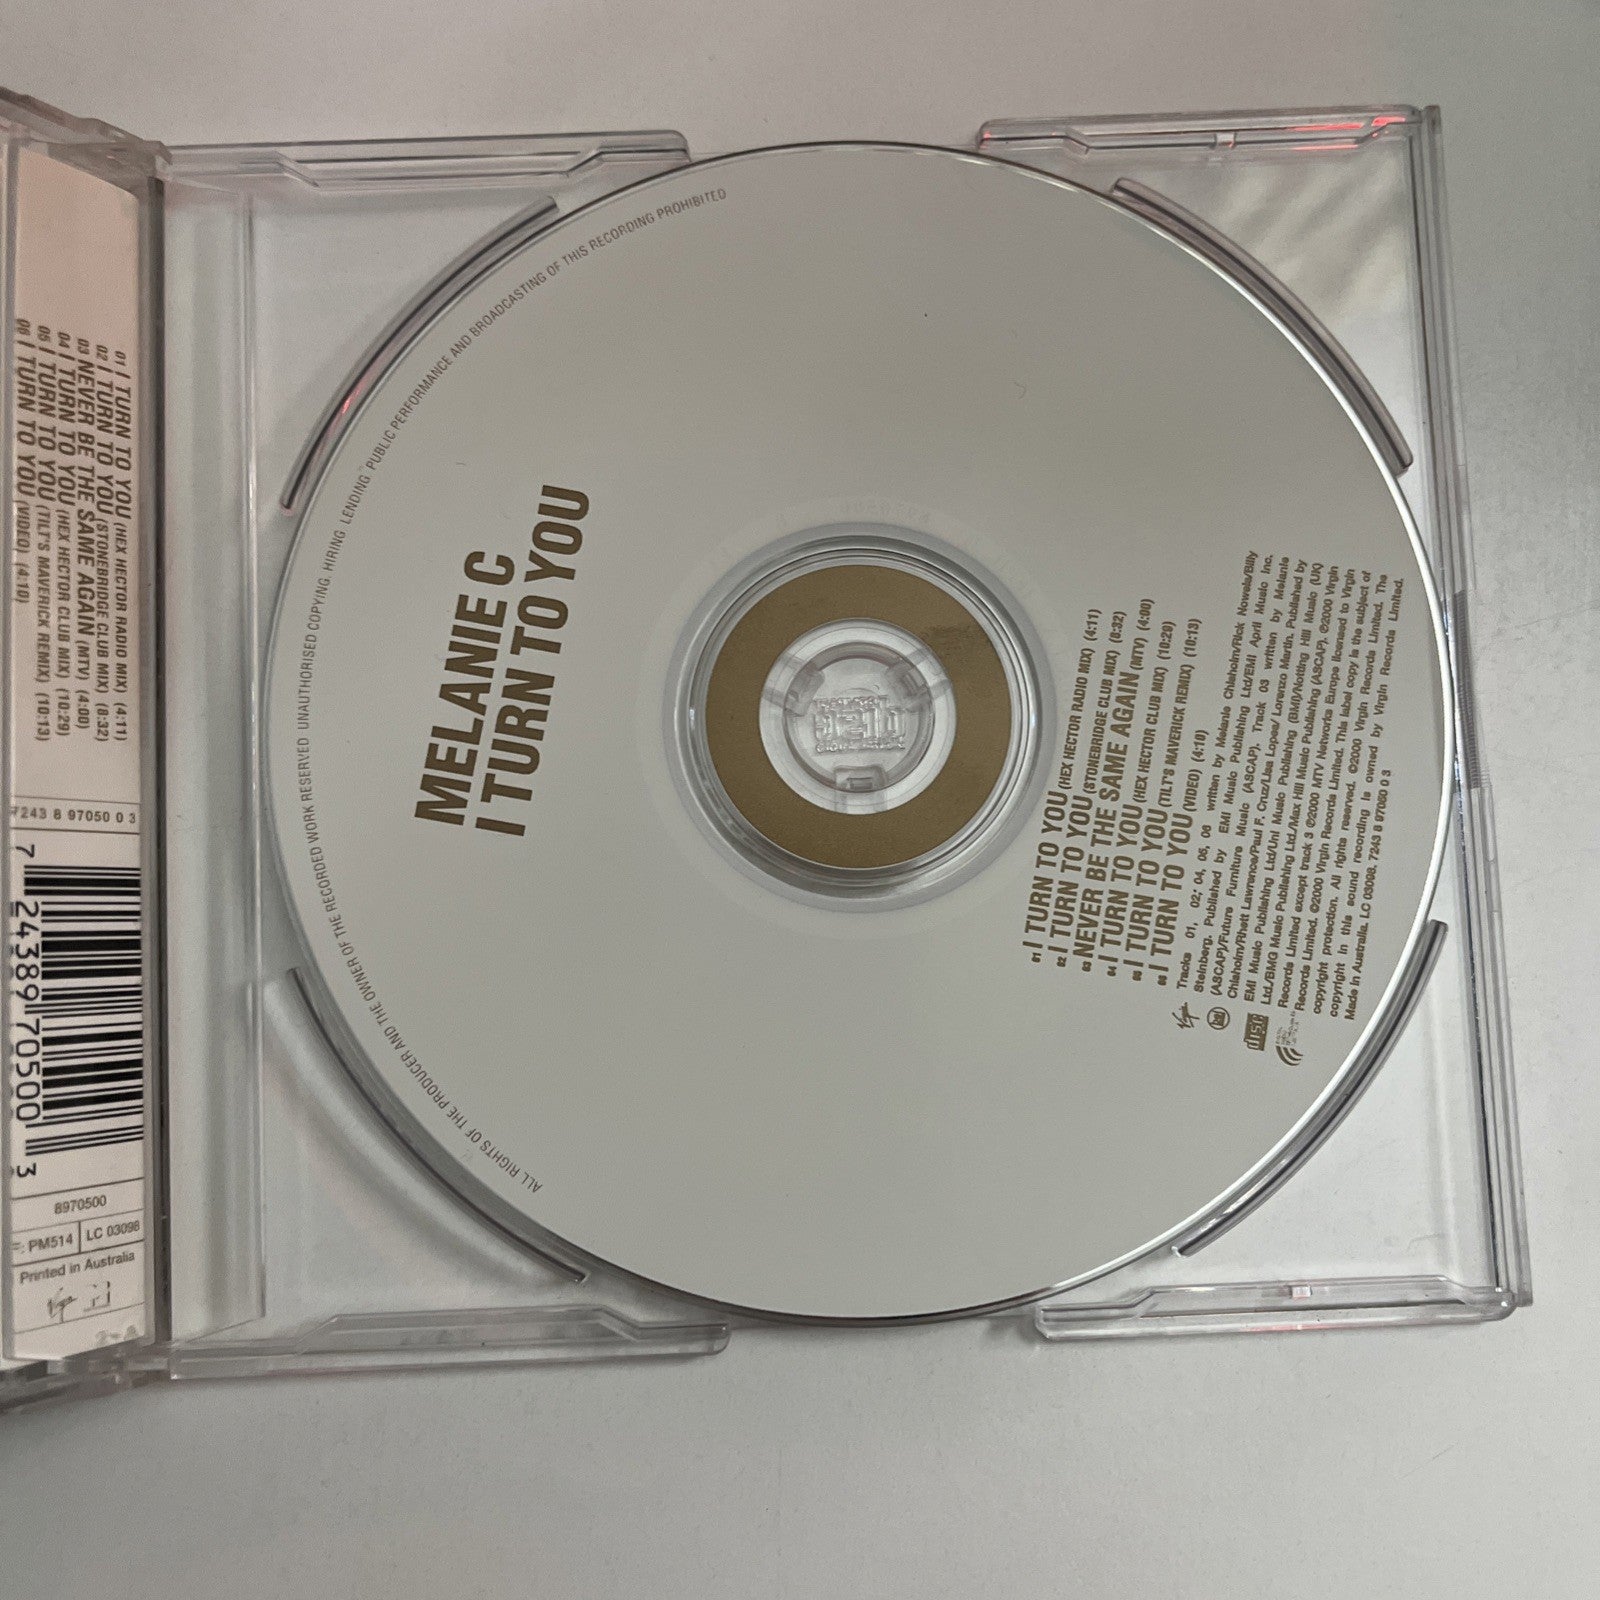 MELANIE C
I TURN TO YOU
ALL RIGHTS OF THE PRODUCER AND THE OWNER OF THE RECORDED WORK RESERVED. UNAUTHORISED COPYING. HIRING. LENDING. PUBLIC PERFORMANCE AND BROADCASTING OF THIS RECORDING PROHIBITED
01 I TURN TO YOU (HEX HECTOR RADIO MIX) (4:11)
02 I TURN TO YOU (STONEBRIDGE CLUB MIX) (8:32)
03 NEVER BE THE SAME AGAIN (MTV) (4:00)
04 I TURN TO YOU (HEX HECTOR CLUB MIX) (10:29)
05 I TURN TO YOU (TILT'S MAVERICK REMIX) (10:13)
06 I TURN TO YOU (VIDEO) (4:10)
Tracks 01, 02, 04, 05, 06 written by Melanie Chisholm/Rick Nowels/Billy
Steinberg. Published by EMI Music Publishing Ltd/EMI April Music Inc.
(ASCAP)/Future Furniture Music (ASCAP). Track 03 written by Melanie
Chisholm/Rhett Lawrence/Paul F. Cruz/Lisa Lopes/ Lorenzo Martin. Published by
EMI Music Publishing Ltd/Uni Music Publishing (BMI)/Notting Hill Music (UK)
Ltd./BMG Music Publishing Ltd./Max Hill Music Publishing (ASCAP). ℗2000 Virgin
Records Limited except track 3 ℗2000 MTV Networks Europe licensed to Virgin
Records Limited. ©2000 Virgin Records Limited. This label copy is the subject of
copyright protection. All rights reserved. ©2000 Virgin Records Limited. The
copyright in this sound recording is owned by Virgin Records Limited.
Made in Australia. LC 03098. 7243 8 97050 0 3
Virgin
disc
01 I TURN TO YOU (HEX HECTOR RADIO MIX) (4:11)
02 I TURN TO YOU (STONEBRIDGE CLUB MIX) (8:32)
03 NEVER BE THE SAME AGAIN (MTV) (4:00)
04 I TURN TO YOU (HEX HECTOR CLUB MIX) (10:29)
05 I TURN TO YOU (TILT'S MAVERICK REMIX) (10:13)
06 I TURN TO YOU (VIDEO) (4:10)
7243 8 97050 0 3
7 24389 70500 3
8970500
PM514
LC 03098
Printed in Australia
Virgin